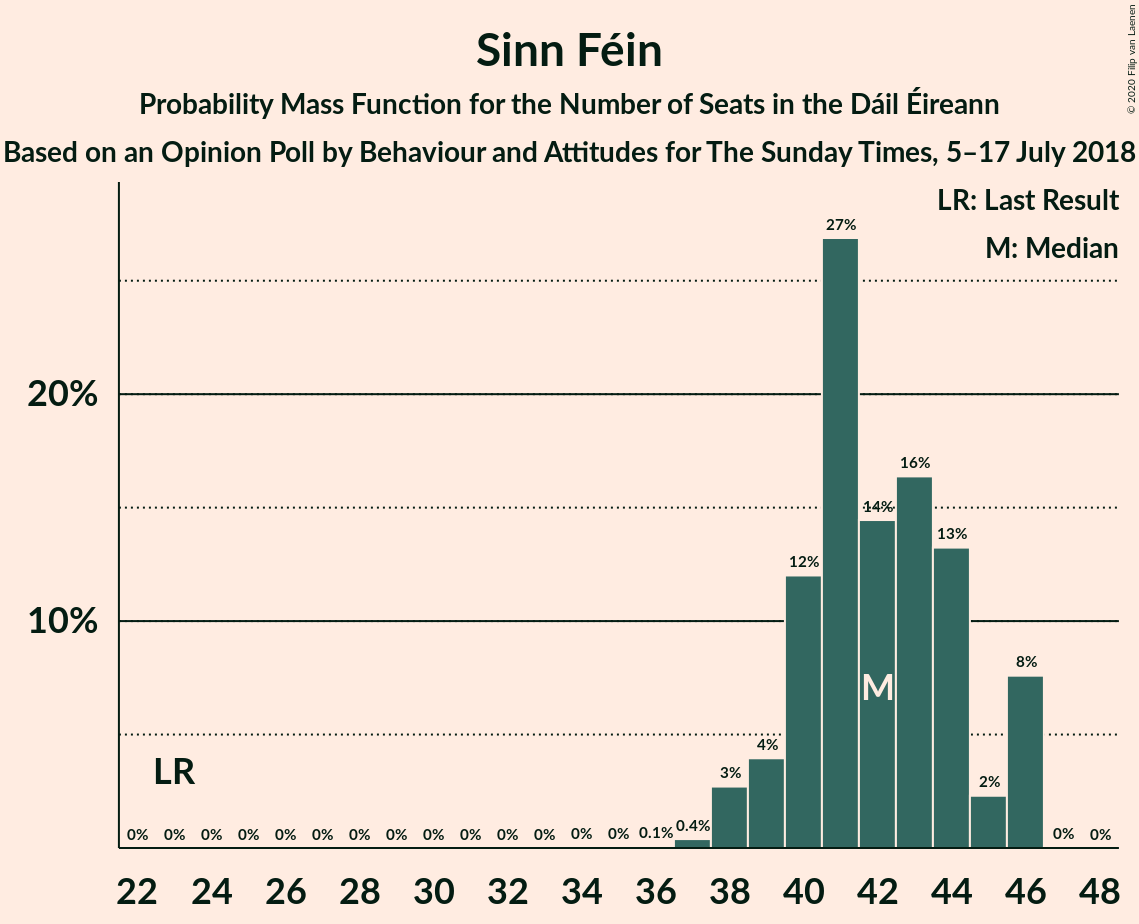 Sinn Féin
Probability Mass Function for the Number of Seats in the Dáil Éireann
Based on an Opinion Poll by Behaviour and Attitudes for The Sunday Times, 5–17 July 2018
© 2020 Filip van Laenen
LR: Last Result
M: Median
27%
20%
16%
14%
13%
12%
10%
8%
M
4%
LR
3%
2%
0% 0% 0% 0% 0% 0% 0% 0% 0% 0% 0% 0% 0% 0% 0.1% 0.4% 0% 0%
22 24 26 28 30 32 34 36 38 40 42 44 46 48